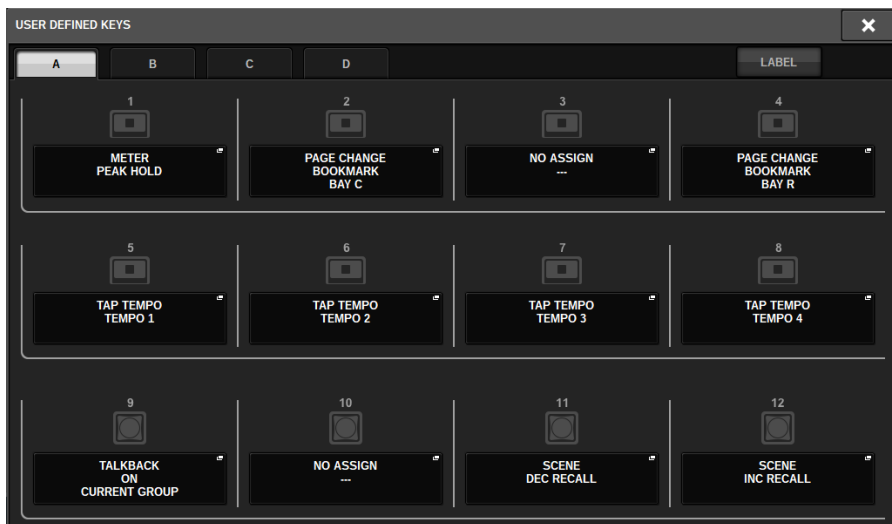 USER DEFINED KEYS
A
B
C
D
LABEL
1
2
3
4
METER
PEAK HOLD
PAGE CHANGE
BOOKMARK
BAY C
NO ASSIGN
---
PAGE CHANGE
BOOKMARK
BAY R
5
6
7
8
TAP TEMPO
TEMPO 1
TAP TEMPO
TEMPO 2
TAP TEMPO
TEMPO 3
TAP TEMPO
TEMPO 4
9
10
11
12
TALKBACK
ON
CURRENT GROUP
NO ASSIGN
---
SCENE
DEC RECALL
SCENE
INC RECALL